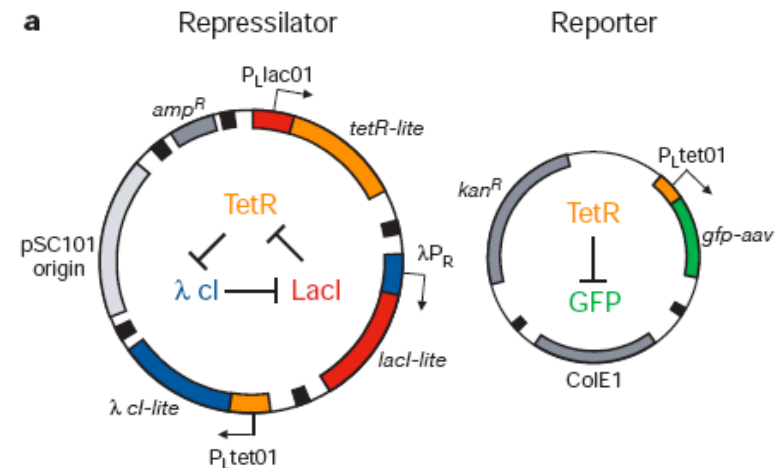 a
Repressilator
Reporter
PLlac01
ampR
tetR-lite
TetR
λ cI
LacI
pSC101
origin
λPR
lacI-lite
λ cI-lite
PLtet01
PLtet01
kanR
TetR
gfp-aav
GFP
ColE1